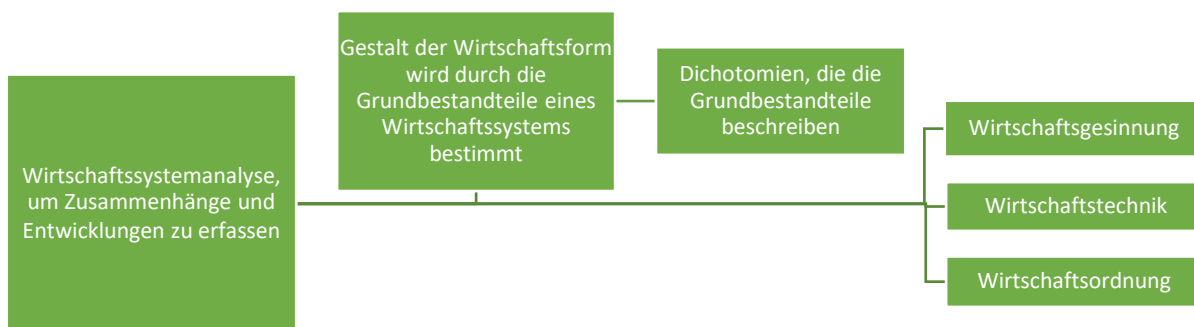 Wirtschaftssystemanalyse,
um Zusammenhänge und
Entwicklungen zu erfassen
Gestalt der Wirtschaftsform
wird durch die
Grundbestandteile eines
Wirtschaftssystems
bestimmt
Dichotomien, die die
Grundbestandteile
beschreiben
Wirtschaftsgesinnung
Wirtschaftstechnik
Wirtschaftsordnung